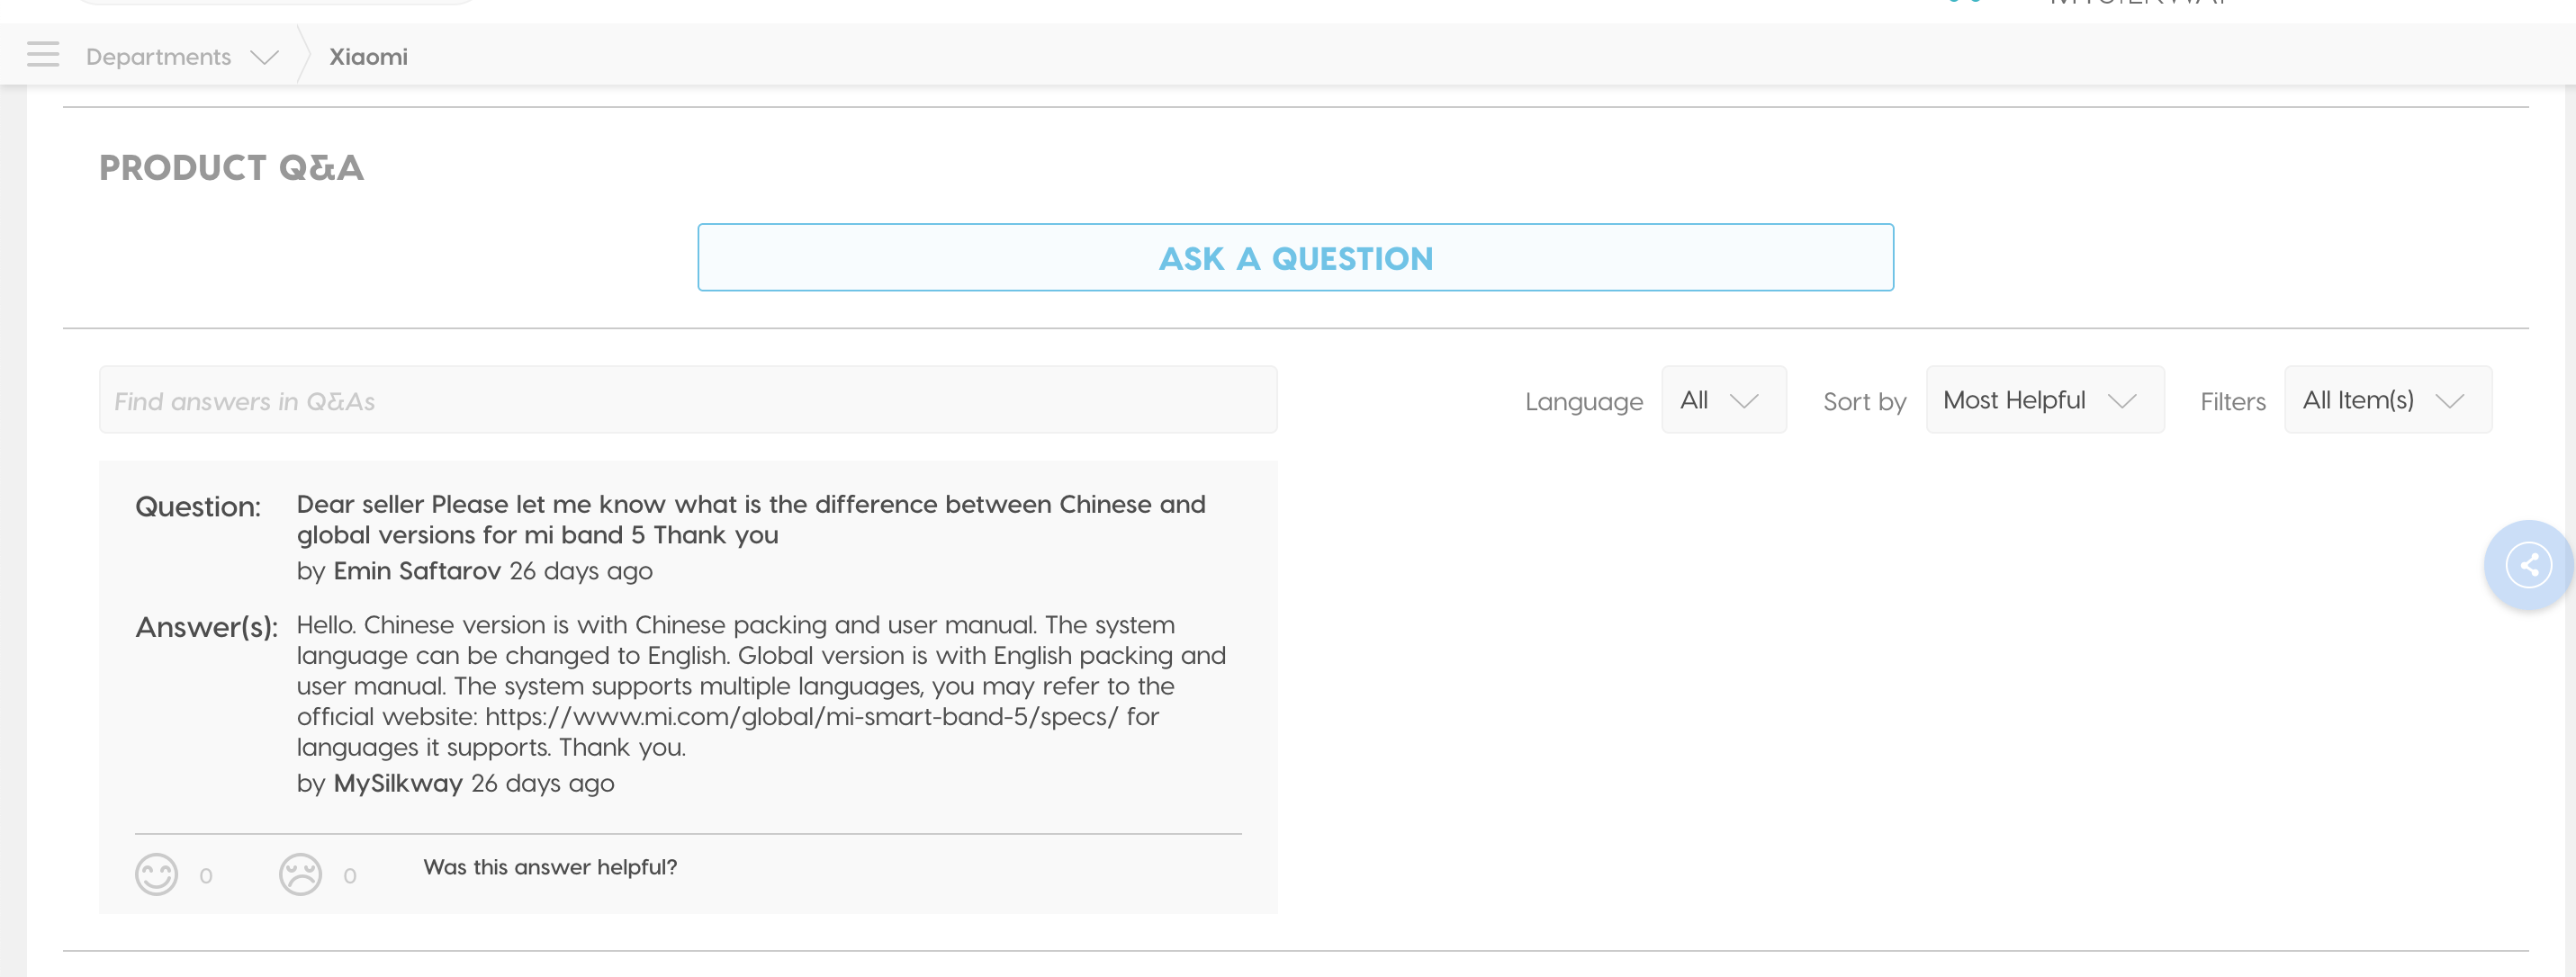 Departments
Xiaomi
PRODUCT Q&A
ASK A QUESTION
Find answers in Q&As
Language
All
Sort by
Most Helpful
Filters
All Item(s)
Question:
Dear seller Please let me know what is the difference between Chinese and
global versions for mi band 5 Thank you
by Emin Saftarov 26 days ago
Answer(s):
Hello. Chinese version is with Chinese packing and user manual. The system
language can be changed to English. Global version is with English packing and
user manual. The system supports multiple languages, you may refer to the
official website: https://www.mi.com/global/mi-smart-band-5/specs/ for
languages it supports. Thank you.
by MySilkway 26 days ago
0
0
Was this answer helpful?